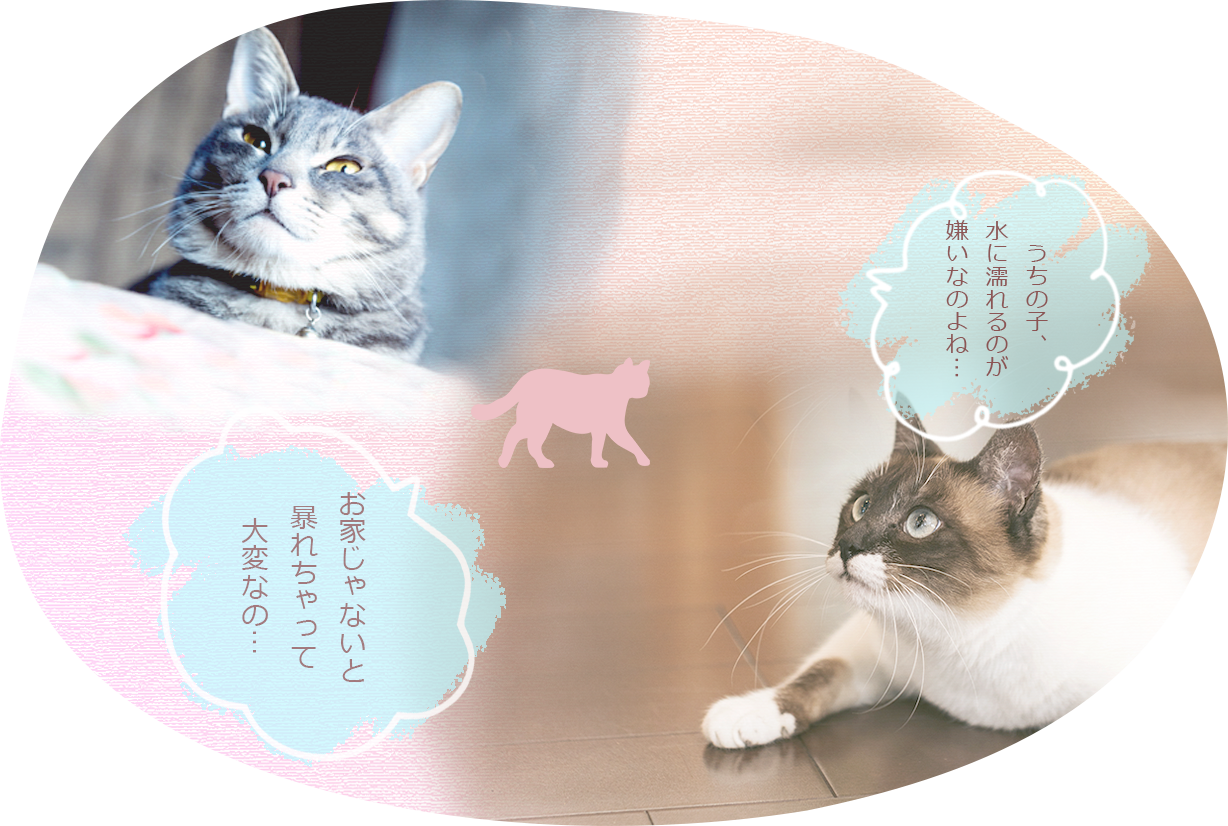 うちの子、
水に濡れるのが
嫌いなのよね…
お家じゃないと
暴れちゃって
大変なの…